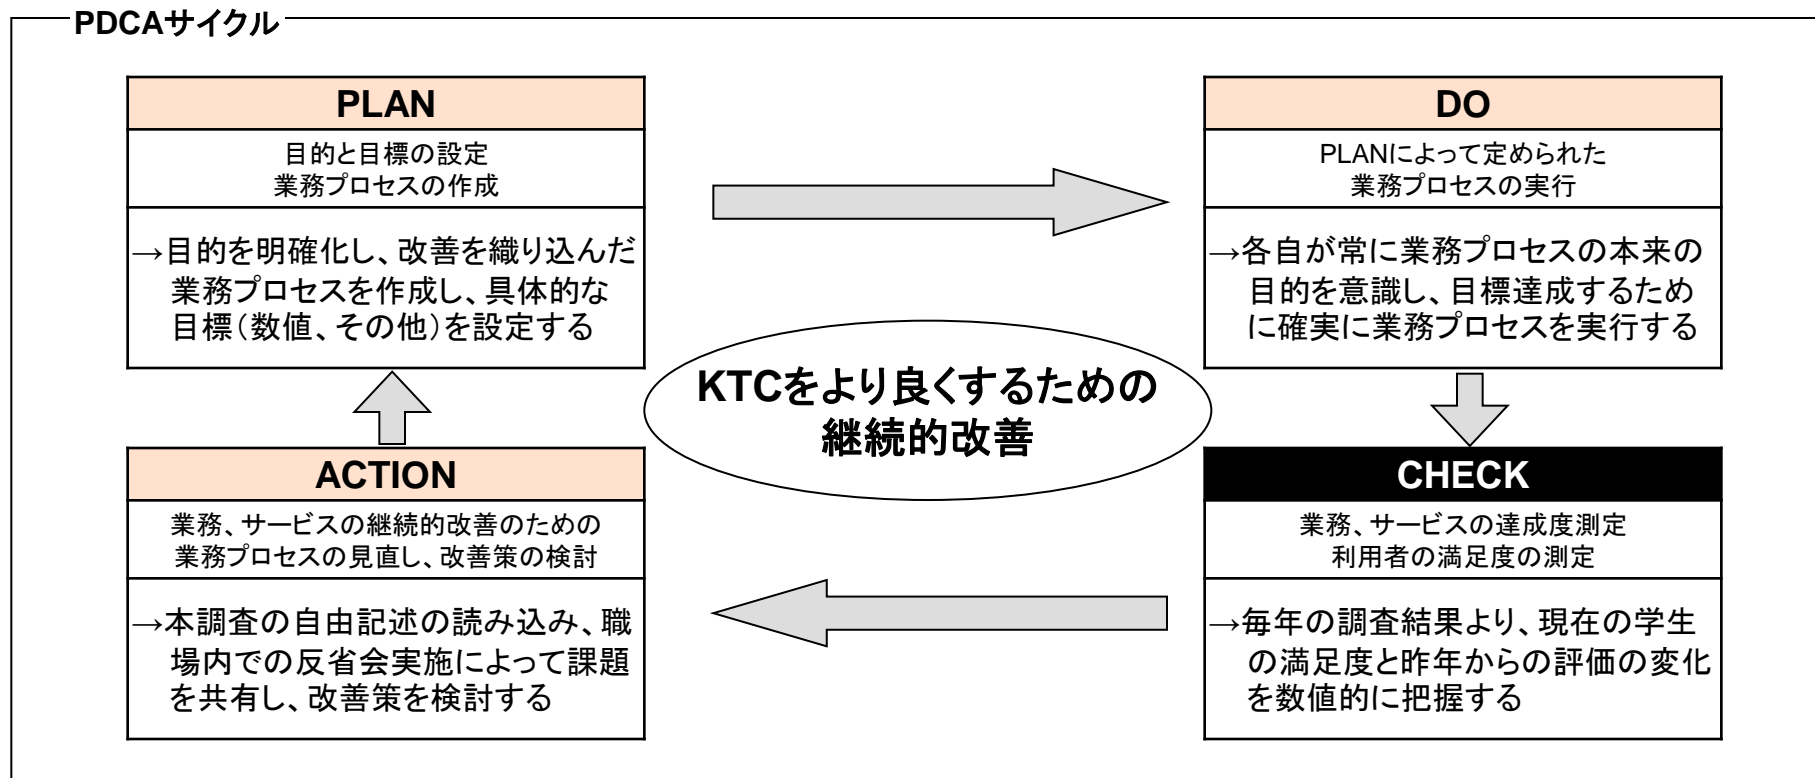 PDCAサイクル
PLAN
目的と目標の設定
業務プロセスの作成
→目的を明確化し、改善を織り込んだ
業務プロセスを作成し、具体的な
目標（数値、その他）を設定する
DO
PLANによって定められた
業務プロセスの実行
→各自が常に業務プロセスの本来の
目的を意識し、目標達成するため
に確実に業務プロセスを実行する
KTCをより良くするための
継続的改善
ACTION
業務、サービスの継続的改善のための
業務プロセスの見直し、改善策の検討
→本調査の自由記述の読み込み、職
場内での反省会実施によって課題
を共有し、改善策を検討する
CHECK
業務、サービスの達成度測定
利用者の満足度の測定
→毎年の調査結果より、現在の学生
の満足度と昨年からの評価の変化
を数値的に把握する